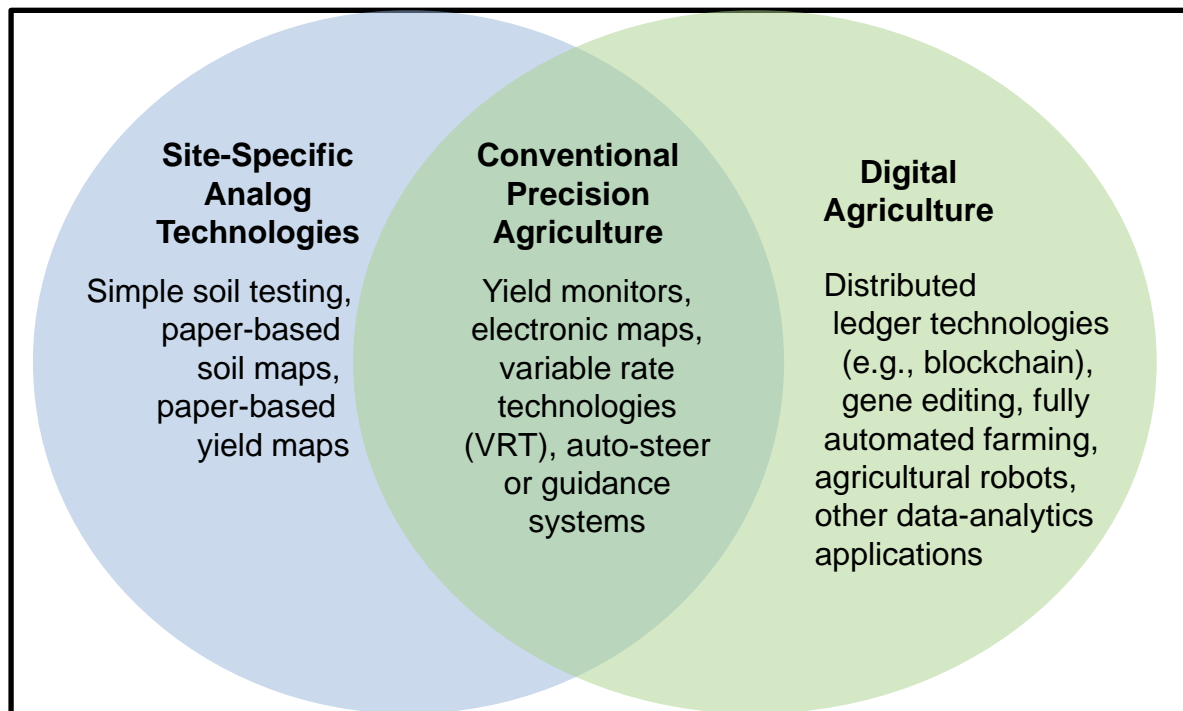 Site-Specific
Analog
Technologies
Simple soil testing,
paper-based
soil maps,
paper-based
yield maps
Conventional
Precision
Agriculture
Yield monitors,
electronic maps,
variable rate
technologies
(VRT), auto-steer
or guidance
systems
Digital
Agriculture
Distributed
ledger technologies
(e.g., blockchain),
gene editing, fully
automated farming,
agricultural robots,
other data-analytics
applications